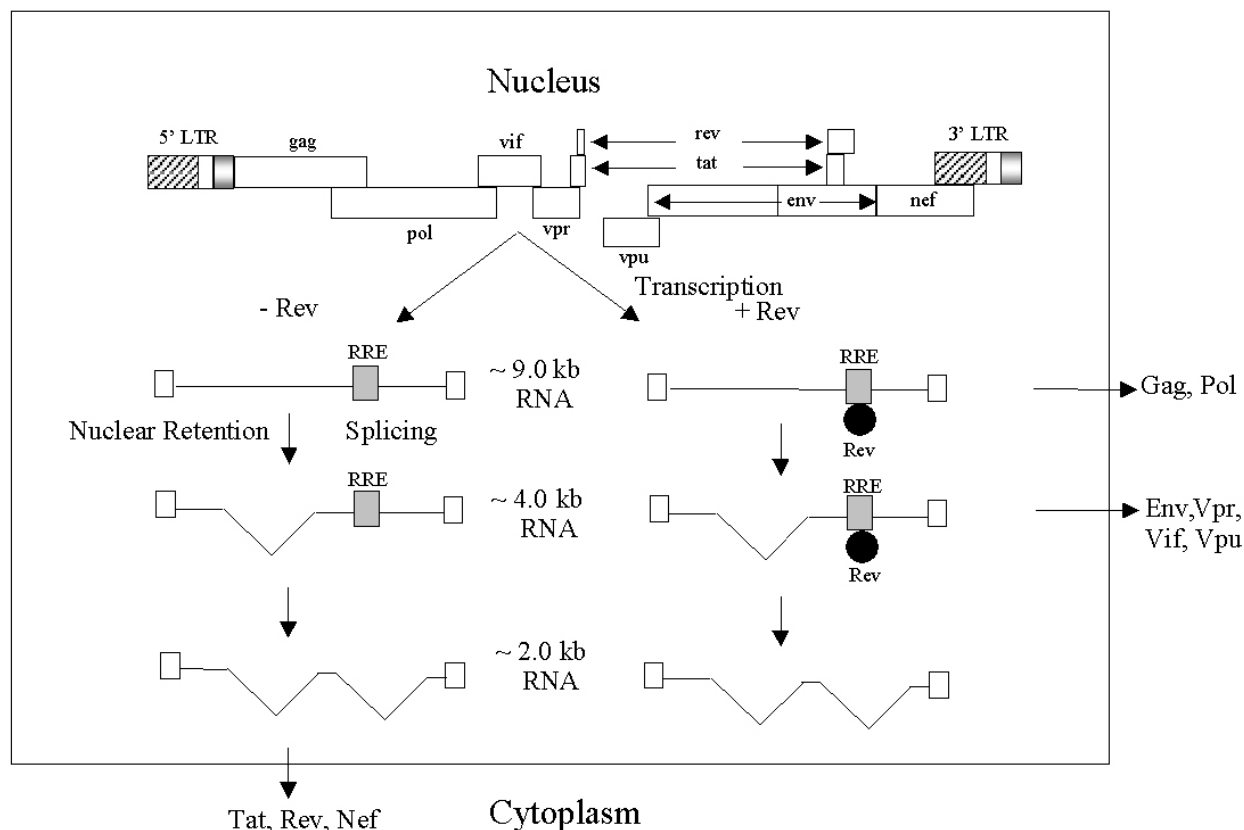 Nucleus
5' LTR
gag
vif
rev
3' LTR
tat
env
nef
pol
vpr
vpu
Transcription
- Rev
+ Rev
RRE
~ 9.0 kb
RNA
RRE
Rev
Gag, Pol
Nuclear Retention
Splicing
RRE
~ 4.0 kb
RNA
RRE
Rev
Env,Vpr,
Vif, Vpu
~ 2.0 kb
RNA
Tat, Rev, Nef
Cytoplasm